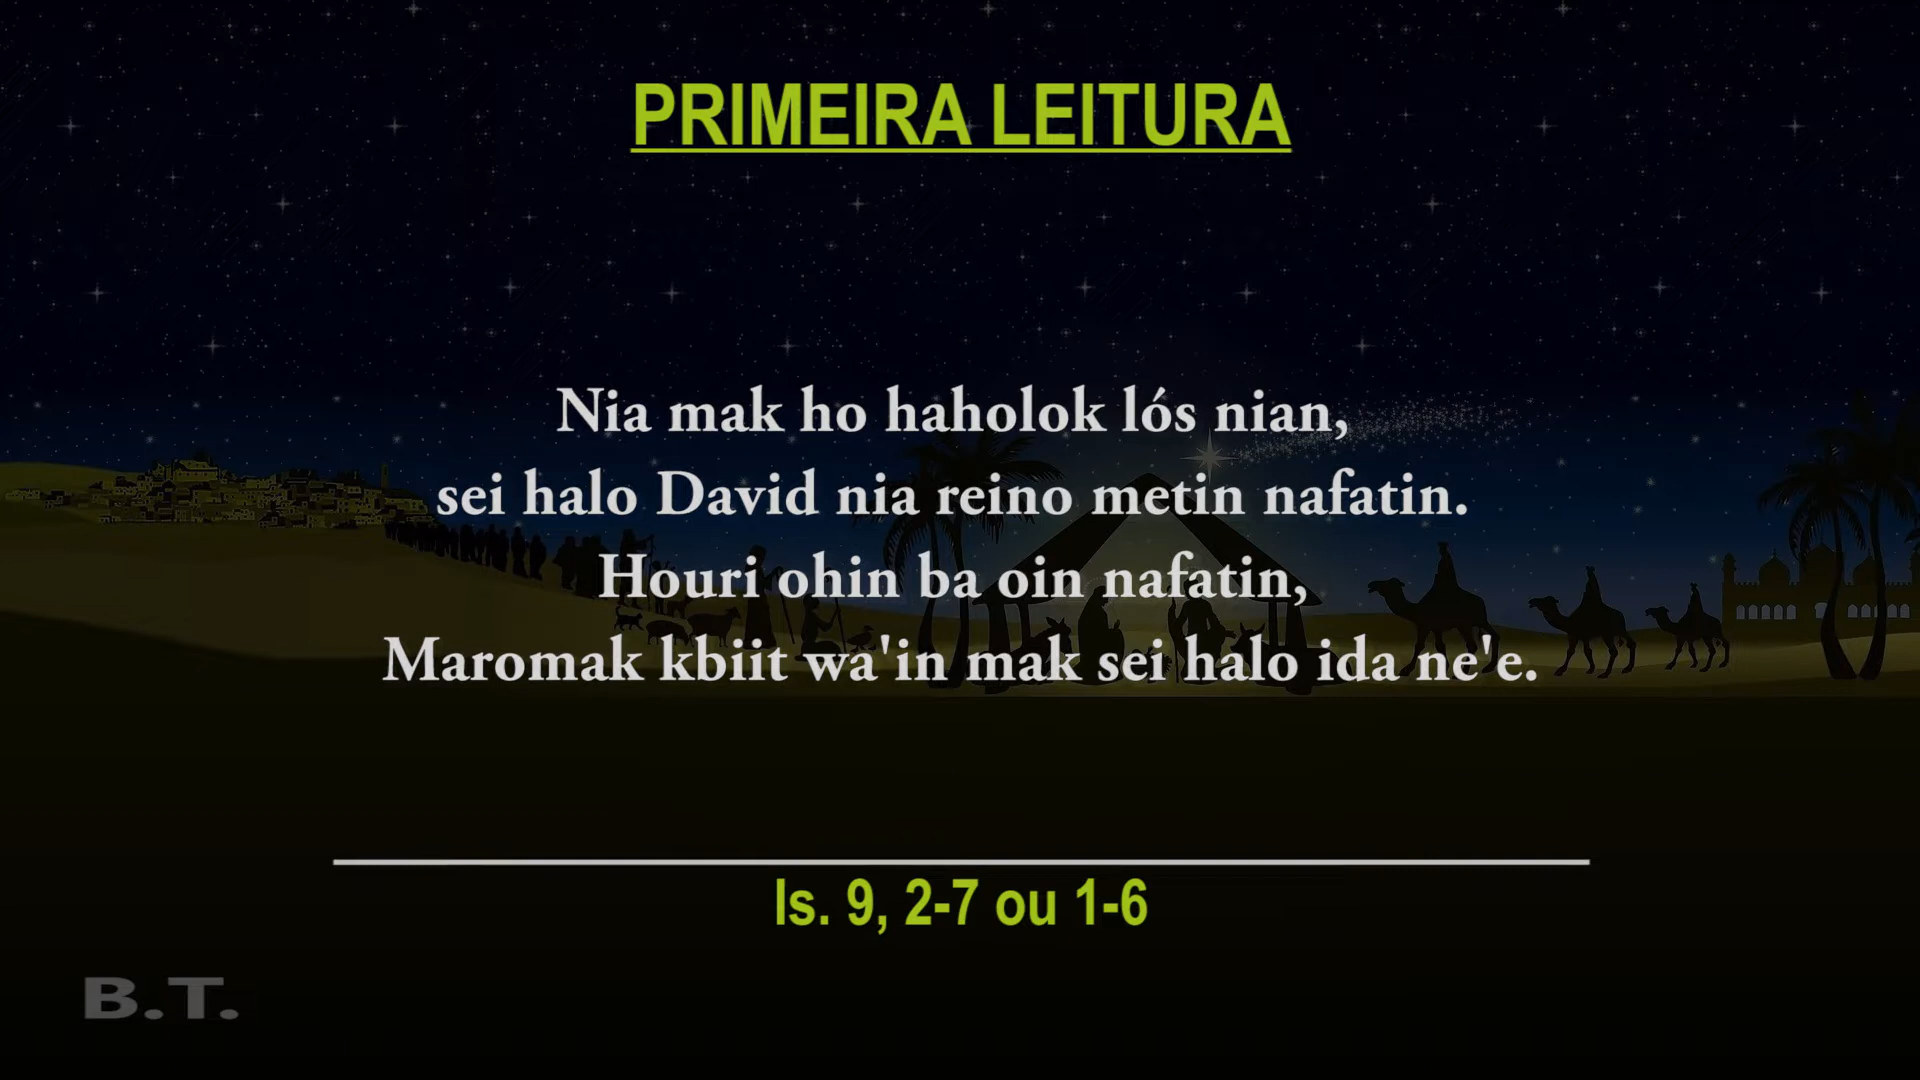 PRIMEIRA LEITURA
Nia mak ho haholok lós nian,
sei halo David nia reino metin nafatin.
Houri ohin ba oin nafatin,
Maromak kbiit wa'in mak sei halo ida ne'e.
Is. 9, 2-7 ou 1-6
B.T.